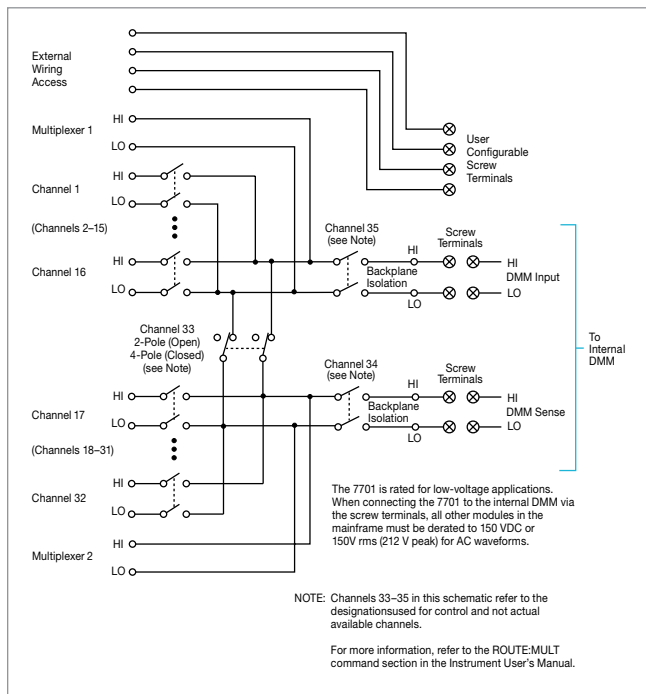 External
Wiring
Access
Multiplexer 1
HI
LO
User
Configurable
Screw
Terminals
Channel 1
HI
LO
(Channels 2–15)
Channel 16
HI
LO
Channel 35
(see Note)
Backplane
Isolation
HI
LO
Screw
Terminals
HI
DMM Input
LO
To
Internal
DMM
Channel 33
2-Pole (Open)
4-Pole (Closed)
(see Note)
Channel 34
(see Note)
Backplane
Isolation
HI
LO
Screw
Terminals
HI
DMM Sense
LO
Channel 17
HI
LO
(Channels 18–31)
Channel 32
HI
LO
Multiplexer 2
HI
LO
The 7701 is rated for low-voltage applications.
When connecting the 7701 to the internal DMM via
the screw terminals, all other modules in the
mainframe must be derated to 150 VDC or
150V rms (212 V peak) for AC waveforms.
NOTE: Channels 33–35 in this schematic refer to the
designationsused for control and not actual
available channels.
For more information, refer to the ROUTE:MULT
command section in the Instrument User's Manual.